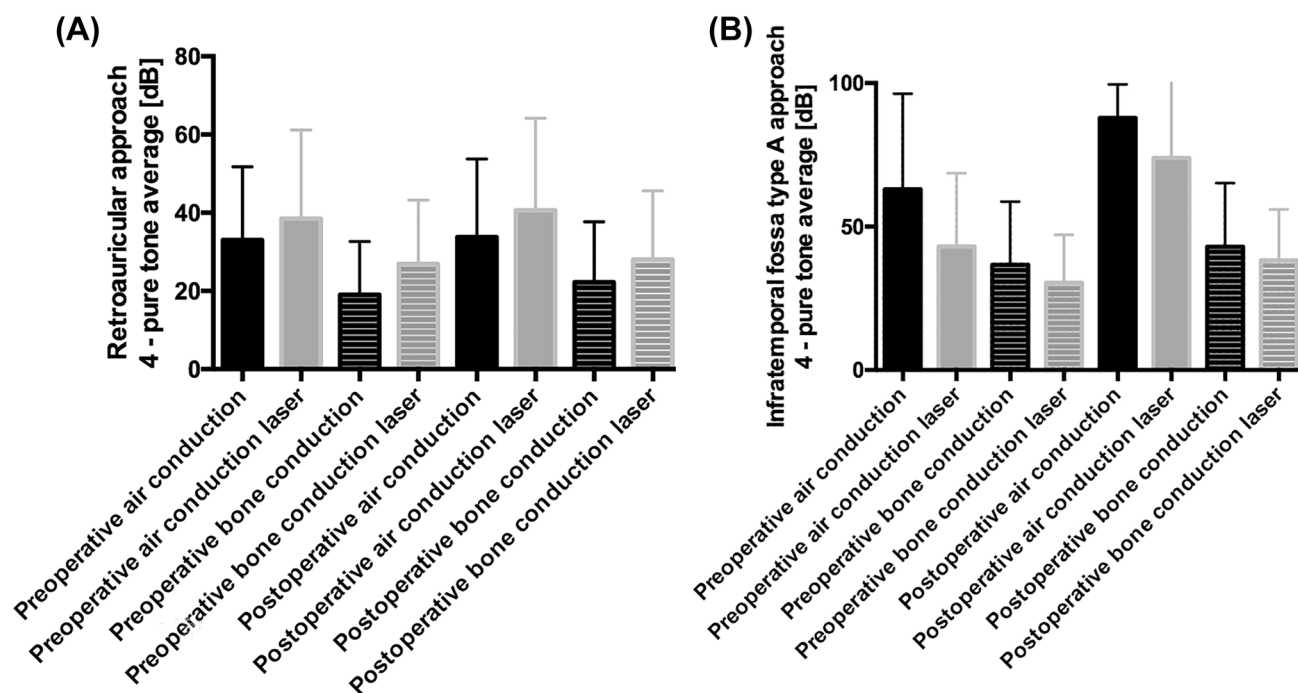 (A)
Retroauricular approach
4 - pure tone average [dB]
80
60
40
20
0
Preoperative air conduction
Preoperative air conduction laser
Preoperative bone conduction
Preoperative bone conduction laser
Postoperative air conduction
Postoperative air conduction laser
Postoperative bone conduction
Postoperative bone conduction laser
(B)
Infratemporal fossa type A approach
4 - pure tone average [dB]
100
50
0
Preoperative air conduction
Preoperative air conduction laser
Preoperative bone conduction
Preoperative bone conduction laser
Postoperative air conduction
Postoperative air conduction laser
Postoperative bone conduction
Postoperative bone conduction laser